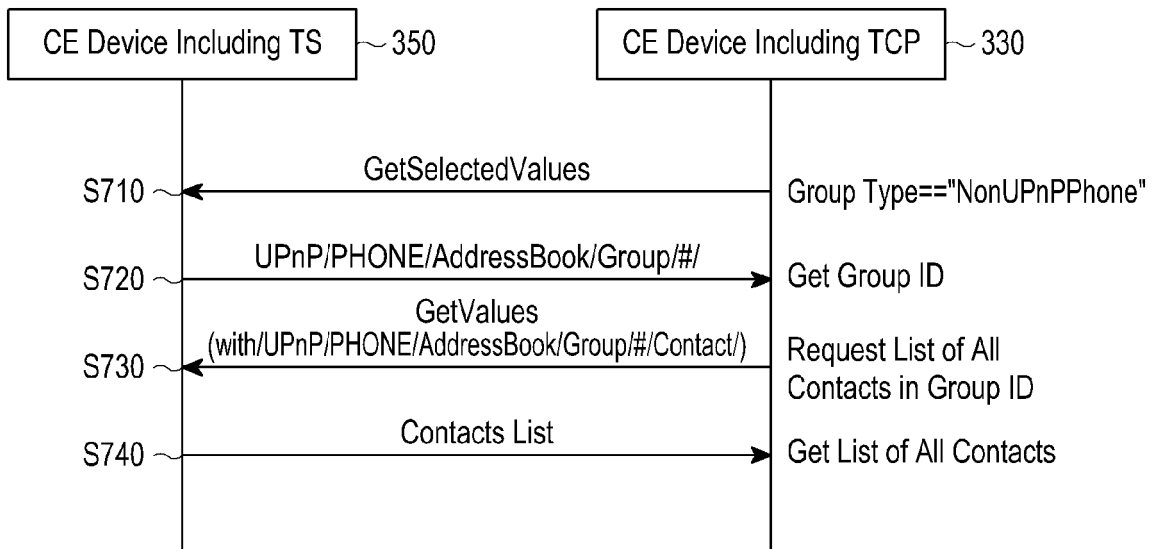 CE Device Including TS
350
CE Device Including TCP
330
GetSelectedValues
S710
Group Type=="NonUPnPPhone"
UPnP/PHONE/AddressBook/Group/#/
S720
Get Group ID
GetValues
(with/UPnP/PHONE/AddressBook/Group/#/Contact/)
S730
Request List of All
Contacts in Group ID
Contacts List
S740
Get List of All Contacts